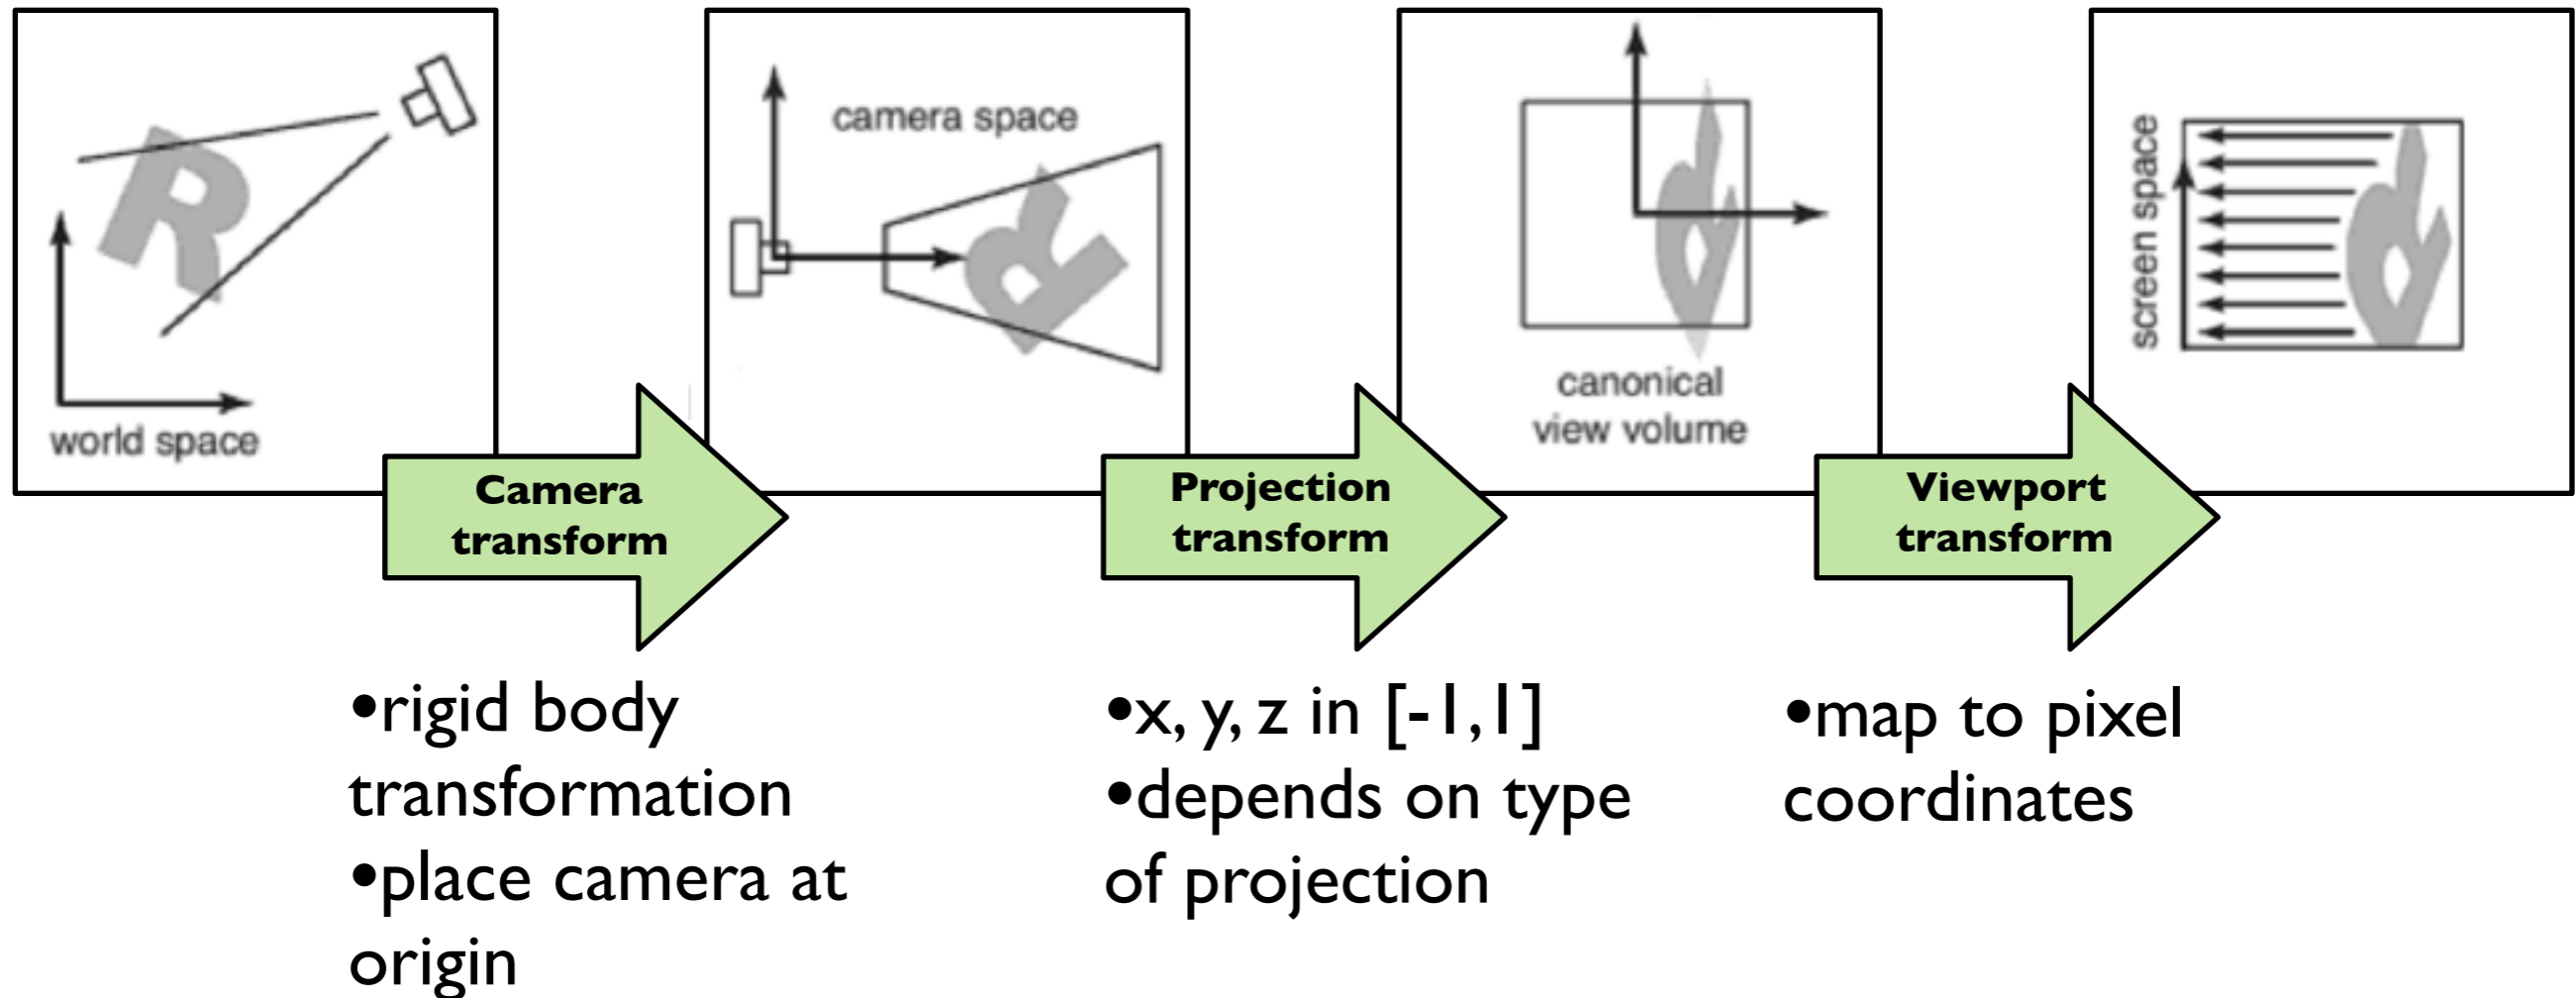 world space
camera space
canonical
view volume
screen space
Camera
transform
Projection
transform
Viewport
transform
•rigid body
transformation
•place camera at
origin
•x, y, z in [-1,1]
•depends on type
of projection
•map to pixel
coordinates